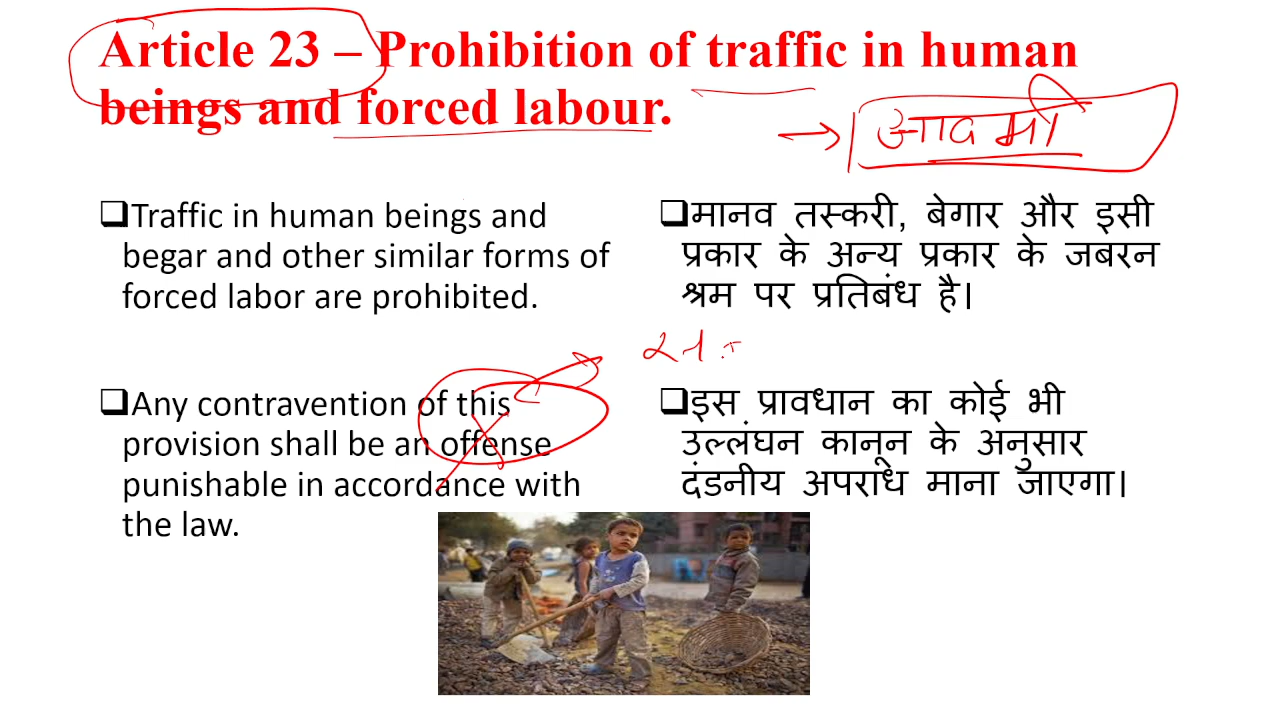 Article 23 – Prohibition of traffic in human
beings and forced labour.
आदमी
❑Traffic in human beings and
begar and other similar forms of
forced labor are prohibited.
❑मानव तस्करी, बेगार और इसी
प्रकार के अन्य प्रकार के जबरन
श्रम पर प्रतिबंध है।
❑Any contravention of this
provision shall be an offense
punishable in accordance with
the law.
❑इस प्रावधान का कोई भी
उल्लंघन कानून के अनुसार
दंडनीय अपराध माना जाएगा।